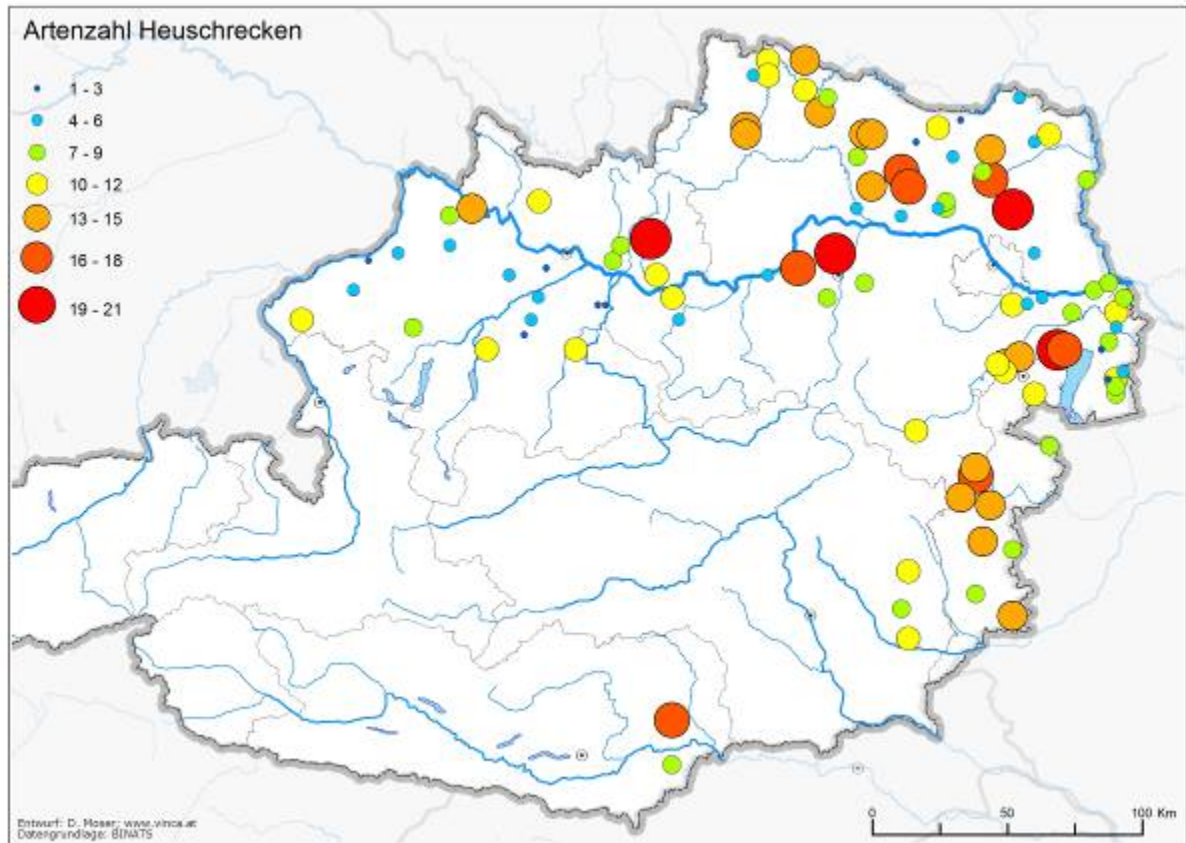 Artenzahl Heuschrecken
1 - 3
4 - 6
7 - 9
10 - 12
13 - 15
16 - 18
19 - 21
0 50 100 Km
Entwurf: D. Moser; www.vinca.at
Datengrundlage: BINATS